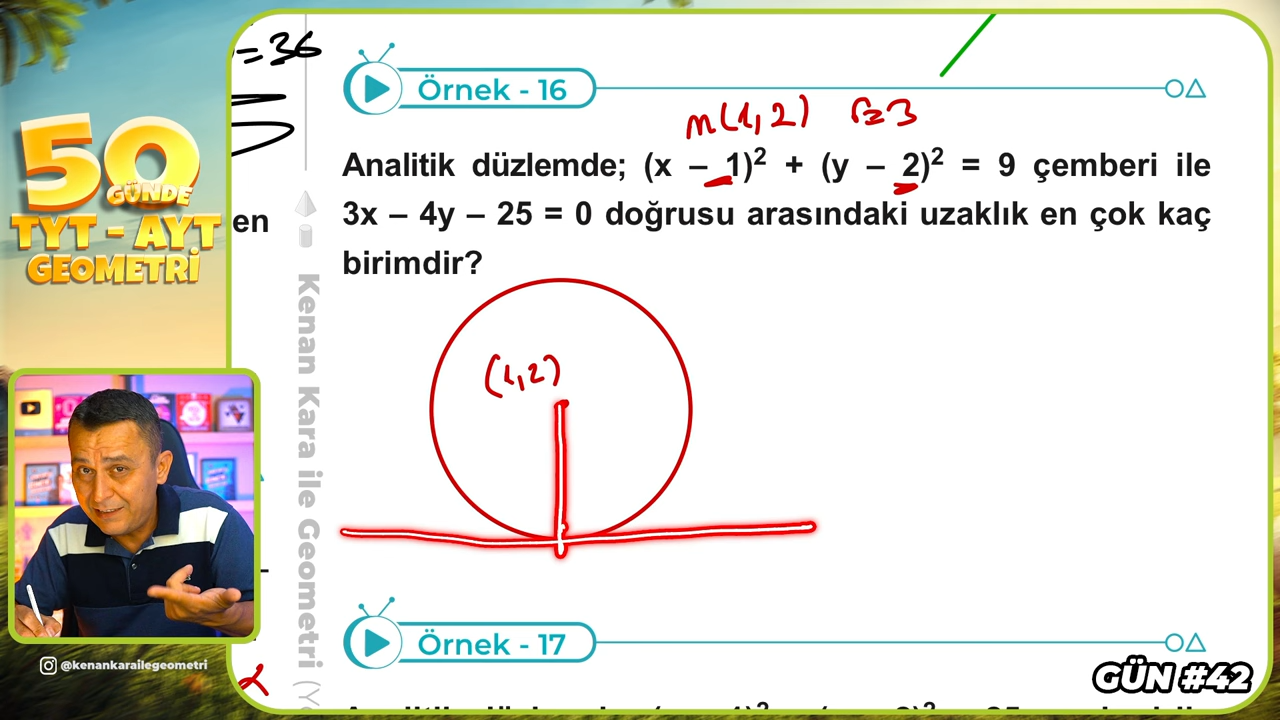 =36
50
GÜNDE
TYT - AYT
GEOMETRİ
en
Örnek - 16
M(1,2) r=3
Analitik düzlemde; (x – 1)² + (y – 2)² = 9 çemberi ile
3x – 4y – 25 = 0 doğrusu arasındaki uzaklık en çok kaç
birimdir?
(1,2)
Kenan Kara ile Geometri
Örnek - 17
@kenankarailegeometri
GÜN #42